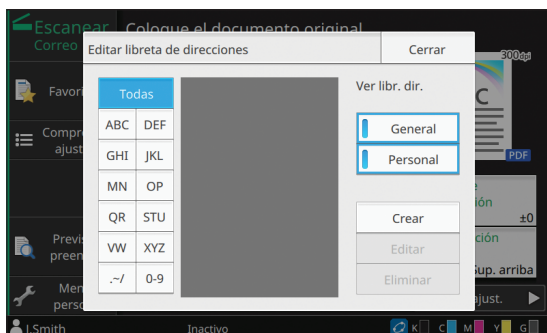 Escanear
Correo
Coloque el documento original
Editar libreta de direcciones
Cerrar
300dpi
Favori
Todas
Ver libr. dir.
C
ABC
DEF
General
Compro
ajust
GHI
JKL
Personal
PDF
MN
OP
ión
QR
STU
Crear
±0
Previs
preen
VW
XYZ
Editar
ción
.~/
0-9
Eliminar
Sup. arriba
Men
perso
ajust.
J.Smith
Inactivo
K
C
M
Y
G